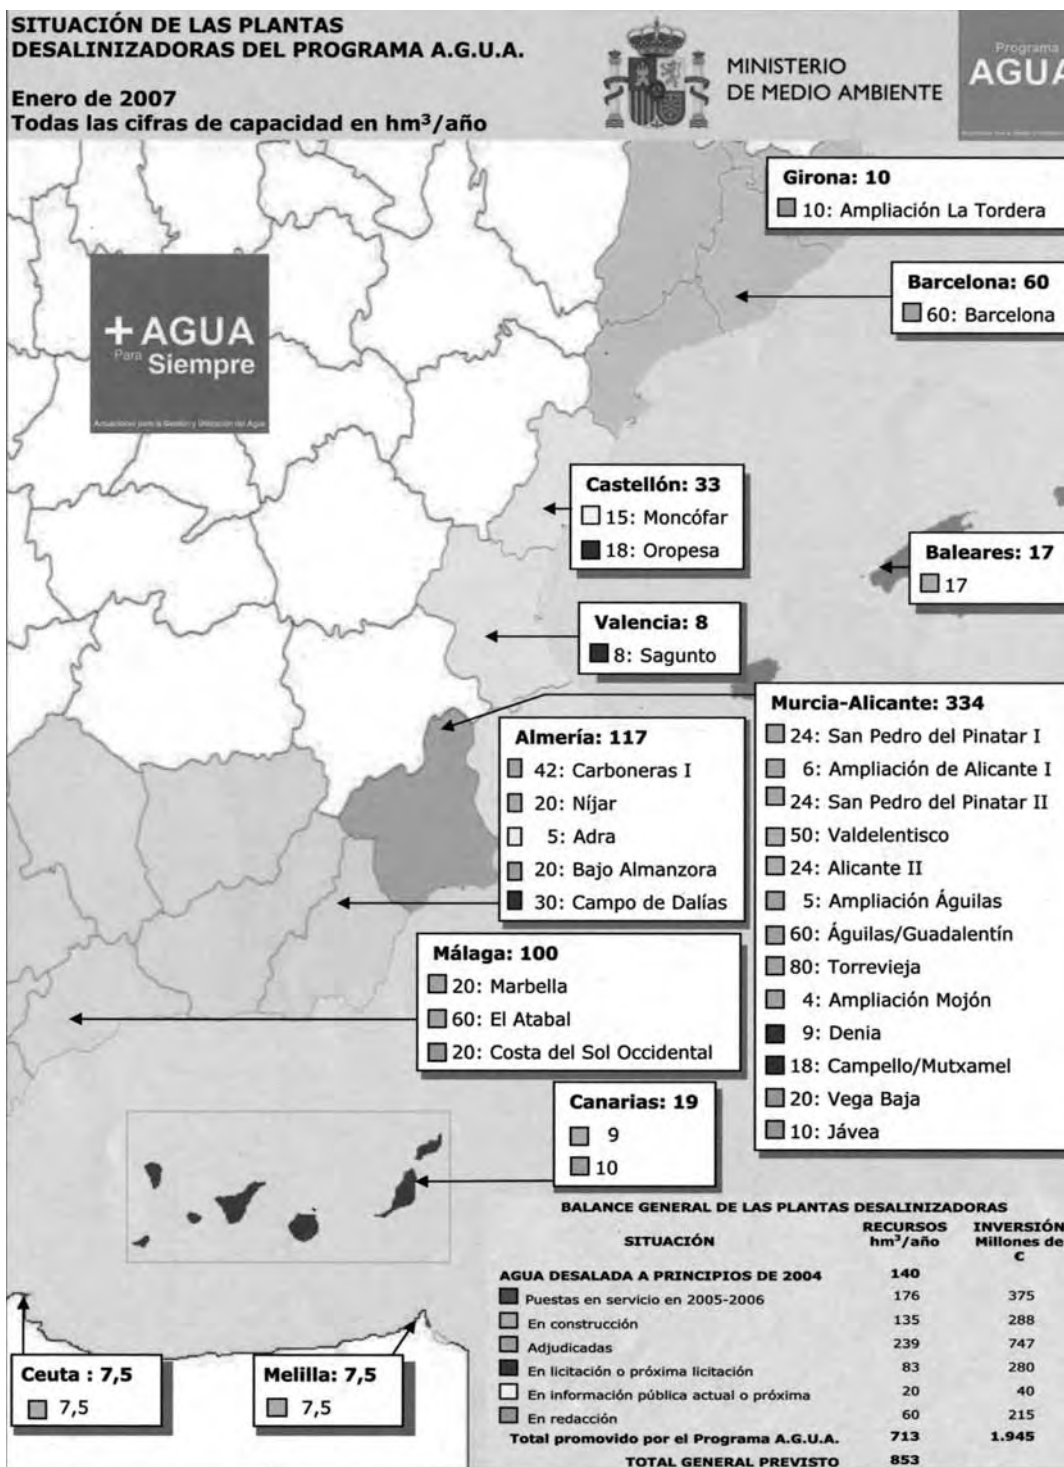 SITUACIÓN DE LAS PLANTAS
DESALINIZADORAS DEL PROGRAMA A.G.U.A.
Enero de 2007
Todas las cifras de capacidad en hm³/año
MINISTERIO
DE MEDIO AMBIENTE
Programa
AGUA
+ AGUA
Para Siempre
Actuaciones para la Gestión y Utilización del Agua
Girona: 10
10: Ampliación La Tordera
Barcelona: 60
60: Barcelona
Castellón: 33
15: Moncófar
18: Oropesa
Baleares: 17
17
Valencia: 8
8: Sagunto
Murcia-Alicante: 334
24: San Pedro del Pinatar I
6: Ampliación de Alicante I
24: San Pedro del Pinatar II
50: Valdelentisco
24: Alicante II
5: Ampliación Águilas
60: Águilas/Guadalentín
80: Torrevieja
4: Ampliación Mojón
9: Denia
18: Campello/Mutxamel
20: Vega Baja
10: Jávea
Almería: 117
42: Carboneras I
20: Níjar
5: Adra
20: Bajo Almanzora
30: Campo de Dalías
Málaga: 100
20: Marbella
60: El Atabal
20: Costa del Sol Occidental
Canarias: 19
9
10
Ceuta : 7,5
7,5
Melilla: 7,5
7,5
BALANCE GENERAL DE LAS PLANTAS DESALINIZADORAS
SITUACIÓN RECURSOS hm³/año INVERSIÓN Millones de €
AGUA DESALADA A PRINCIPIOS DE 2004 140
Puestas en servicio en 2005-2006 176 375
En construcción 135 288
Adjudicadas 239 747
En licitación o próxima licitación 83 280
En información pública actual o próxima 20 40
En redacción 60 215
Total promovido por el Programa A.G.U.A. 713 1.945
TOTAL GENERAL PREVISTO 853